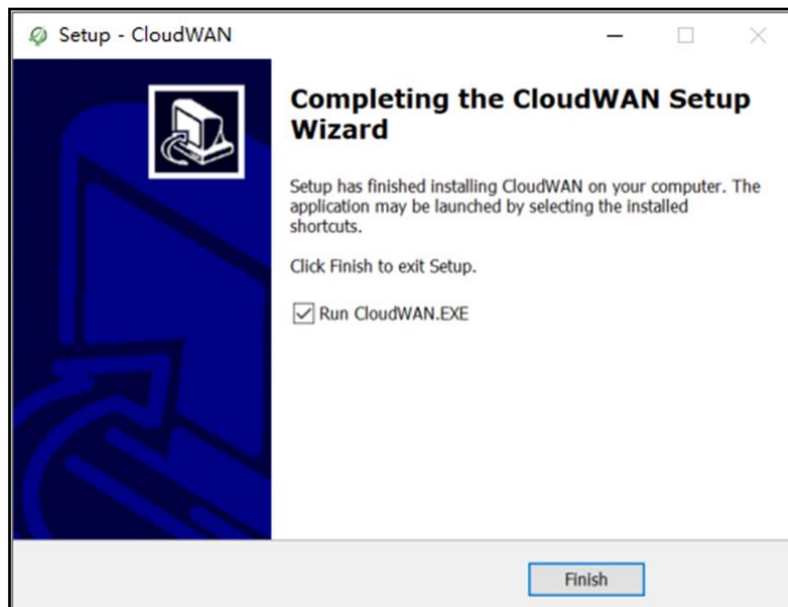 Setup - CloudWAN
Completing the CloudWAN Setup
Wizard
Setup has finished installing CloudWAN on your computer. The
application may be launched by selecting the installed
shortcuts.
Click Finish to exit Setup.
Run CloudWAN.EXE
Finish